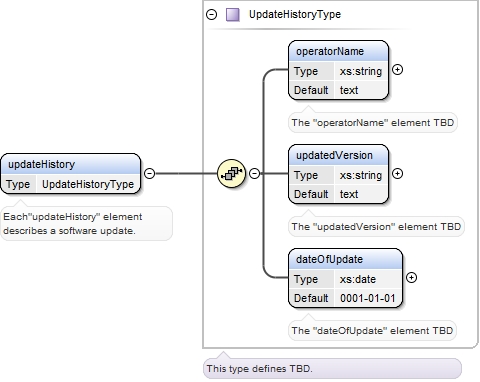 UpdateHistoryType
operatorName
Type xs:string
Default text
The "operatorName" element TBD
updatedVersion
Type xs:string
Default text
The "updatedVersion" element TBD
updateHistory
Type UpdateHistoryType
Each"updateHistory" element
describes a software update.
dateOfUpdate
Type xs:date
Default 0001-01-01
The "dateOfUpdate" element TBD
This type defines TBD.